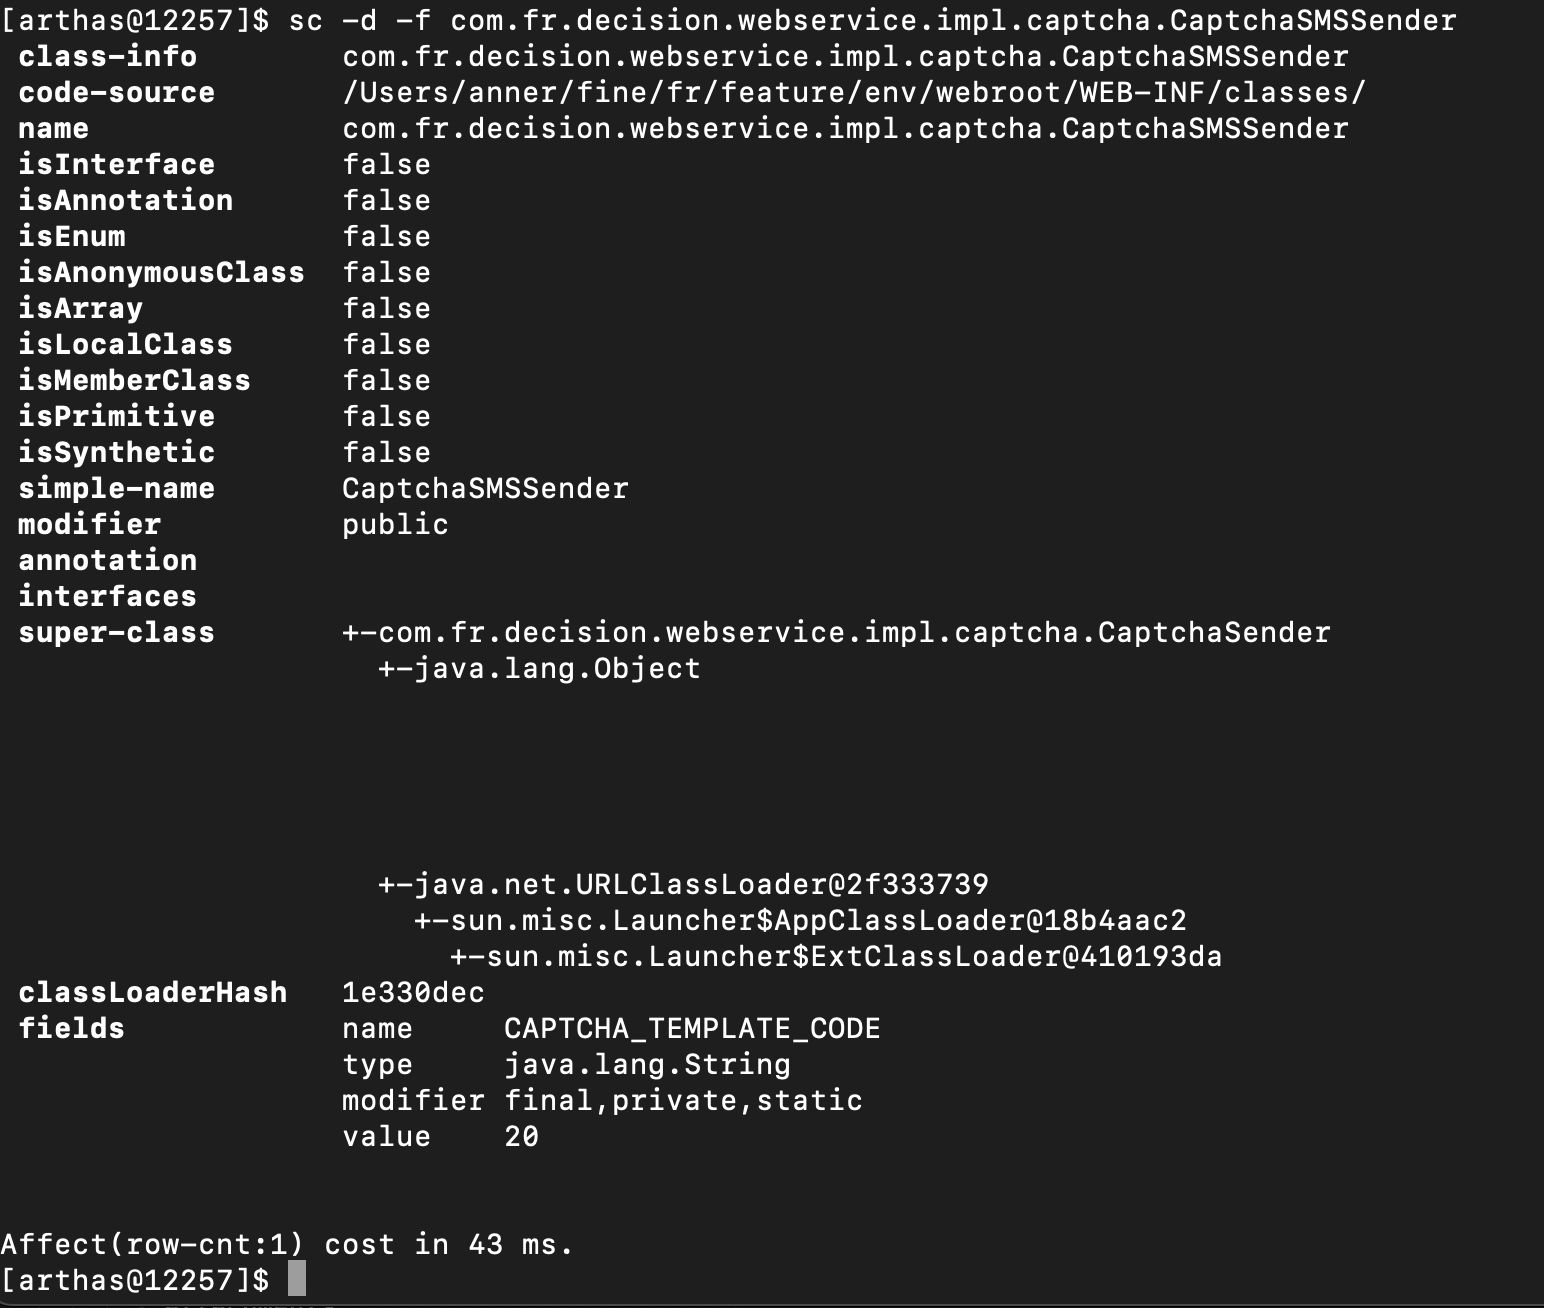 [arthas@12257]$ sc -d -f com.fr.decision.webservice.impl.captcha.CaptchaSMSSender
class-info com.fr.decision.webservice.impl.captcha.CaptchaSMSSender
code-source /Users/anner/fine/fr/feature/env/webroot/WEB-INF/classes/
name com.fr.decision.webservice.impl.captcha.CaptchaSMSSender
isInterface false
isAnnotation false
isEnum false
isAnonymousClass false
isArray false
isLocalClass false
isMemberClass false
isPrimitive false
isSynthetic false
simple-name CaptchaSMSSender
modifier public
annotation
interfaces
super-class +-com.fr.decision.webservice.impl.captcha.CaptchaSender
+-java.lang.Object
+-java.net.URLClassLoader@2f333739
+-sun.misc.Launcher$AppClassLoader@18b4aac2
+-sun.misc.Launcher$ExtClassLoader@410193da
classLoaderHash 1e330dec
fields name CAPTCHA_TEMPLATE_CODE
type java.lang.String
modifier final,private,static
value 20
Affect(row-cnt:1) cost in 43 ms.
[arthas@12257]$